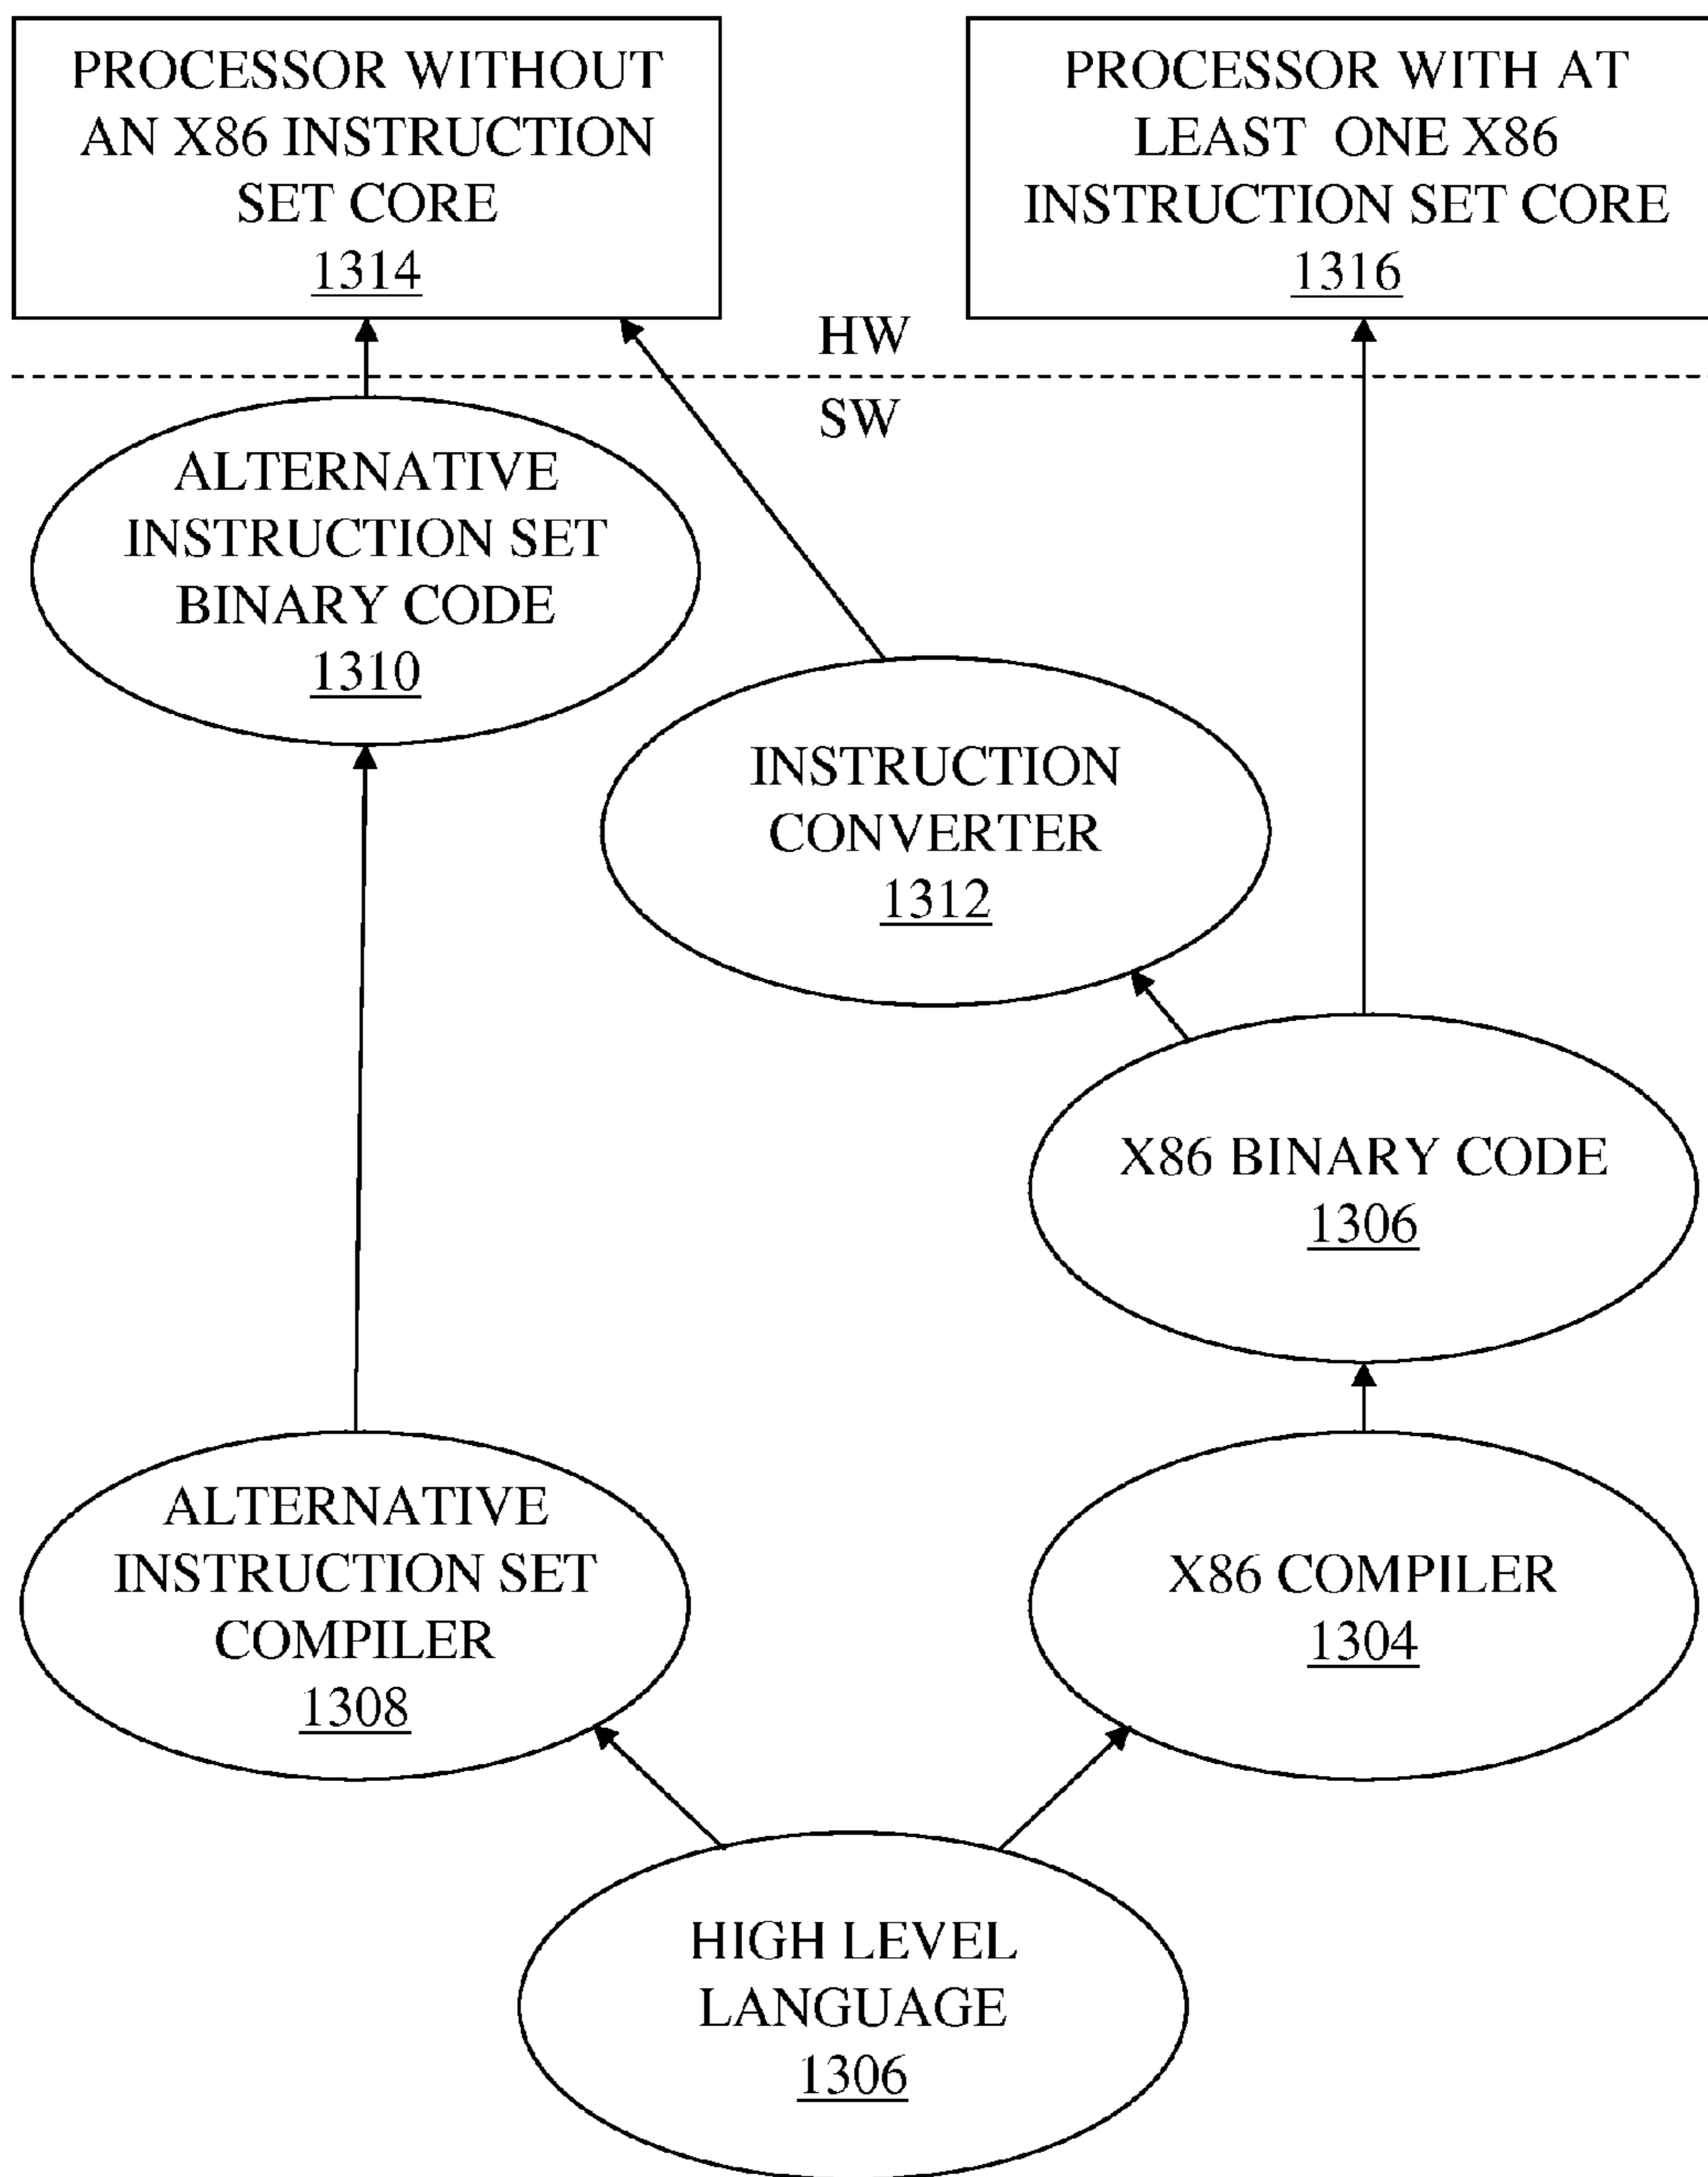 PROCESSOR WITHOUT
AN X86 INSTRUCTION
SET CORE
1314
PROCESSOR WITH AT
LEAST ONE X86
INSTRUCTION SET CORE
1316
HW
SW
ALTERNATIVE
INSTRUCTION SET
BINARY CODE
1310
INSTRUCTION
CONVERTER
1312
X86 BINARY CODE
1306
ALTERNATIVE
INSTRUCTION SET
COMPILER
1308
X86 COMPILER
1304
HIGH LEVEL
LANGUAGE
1306